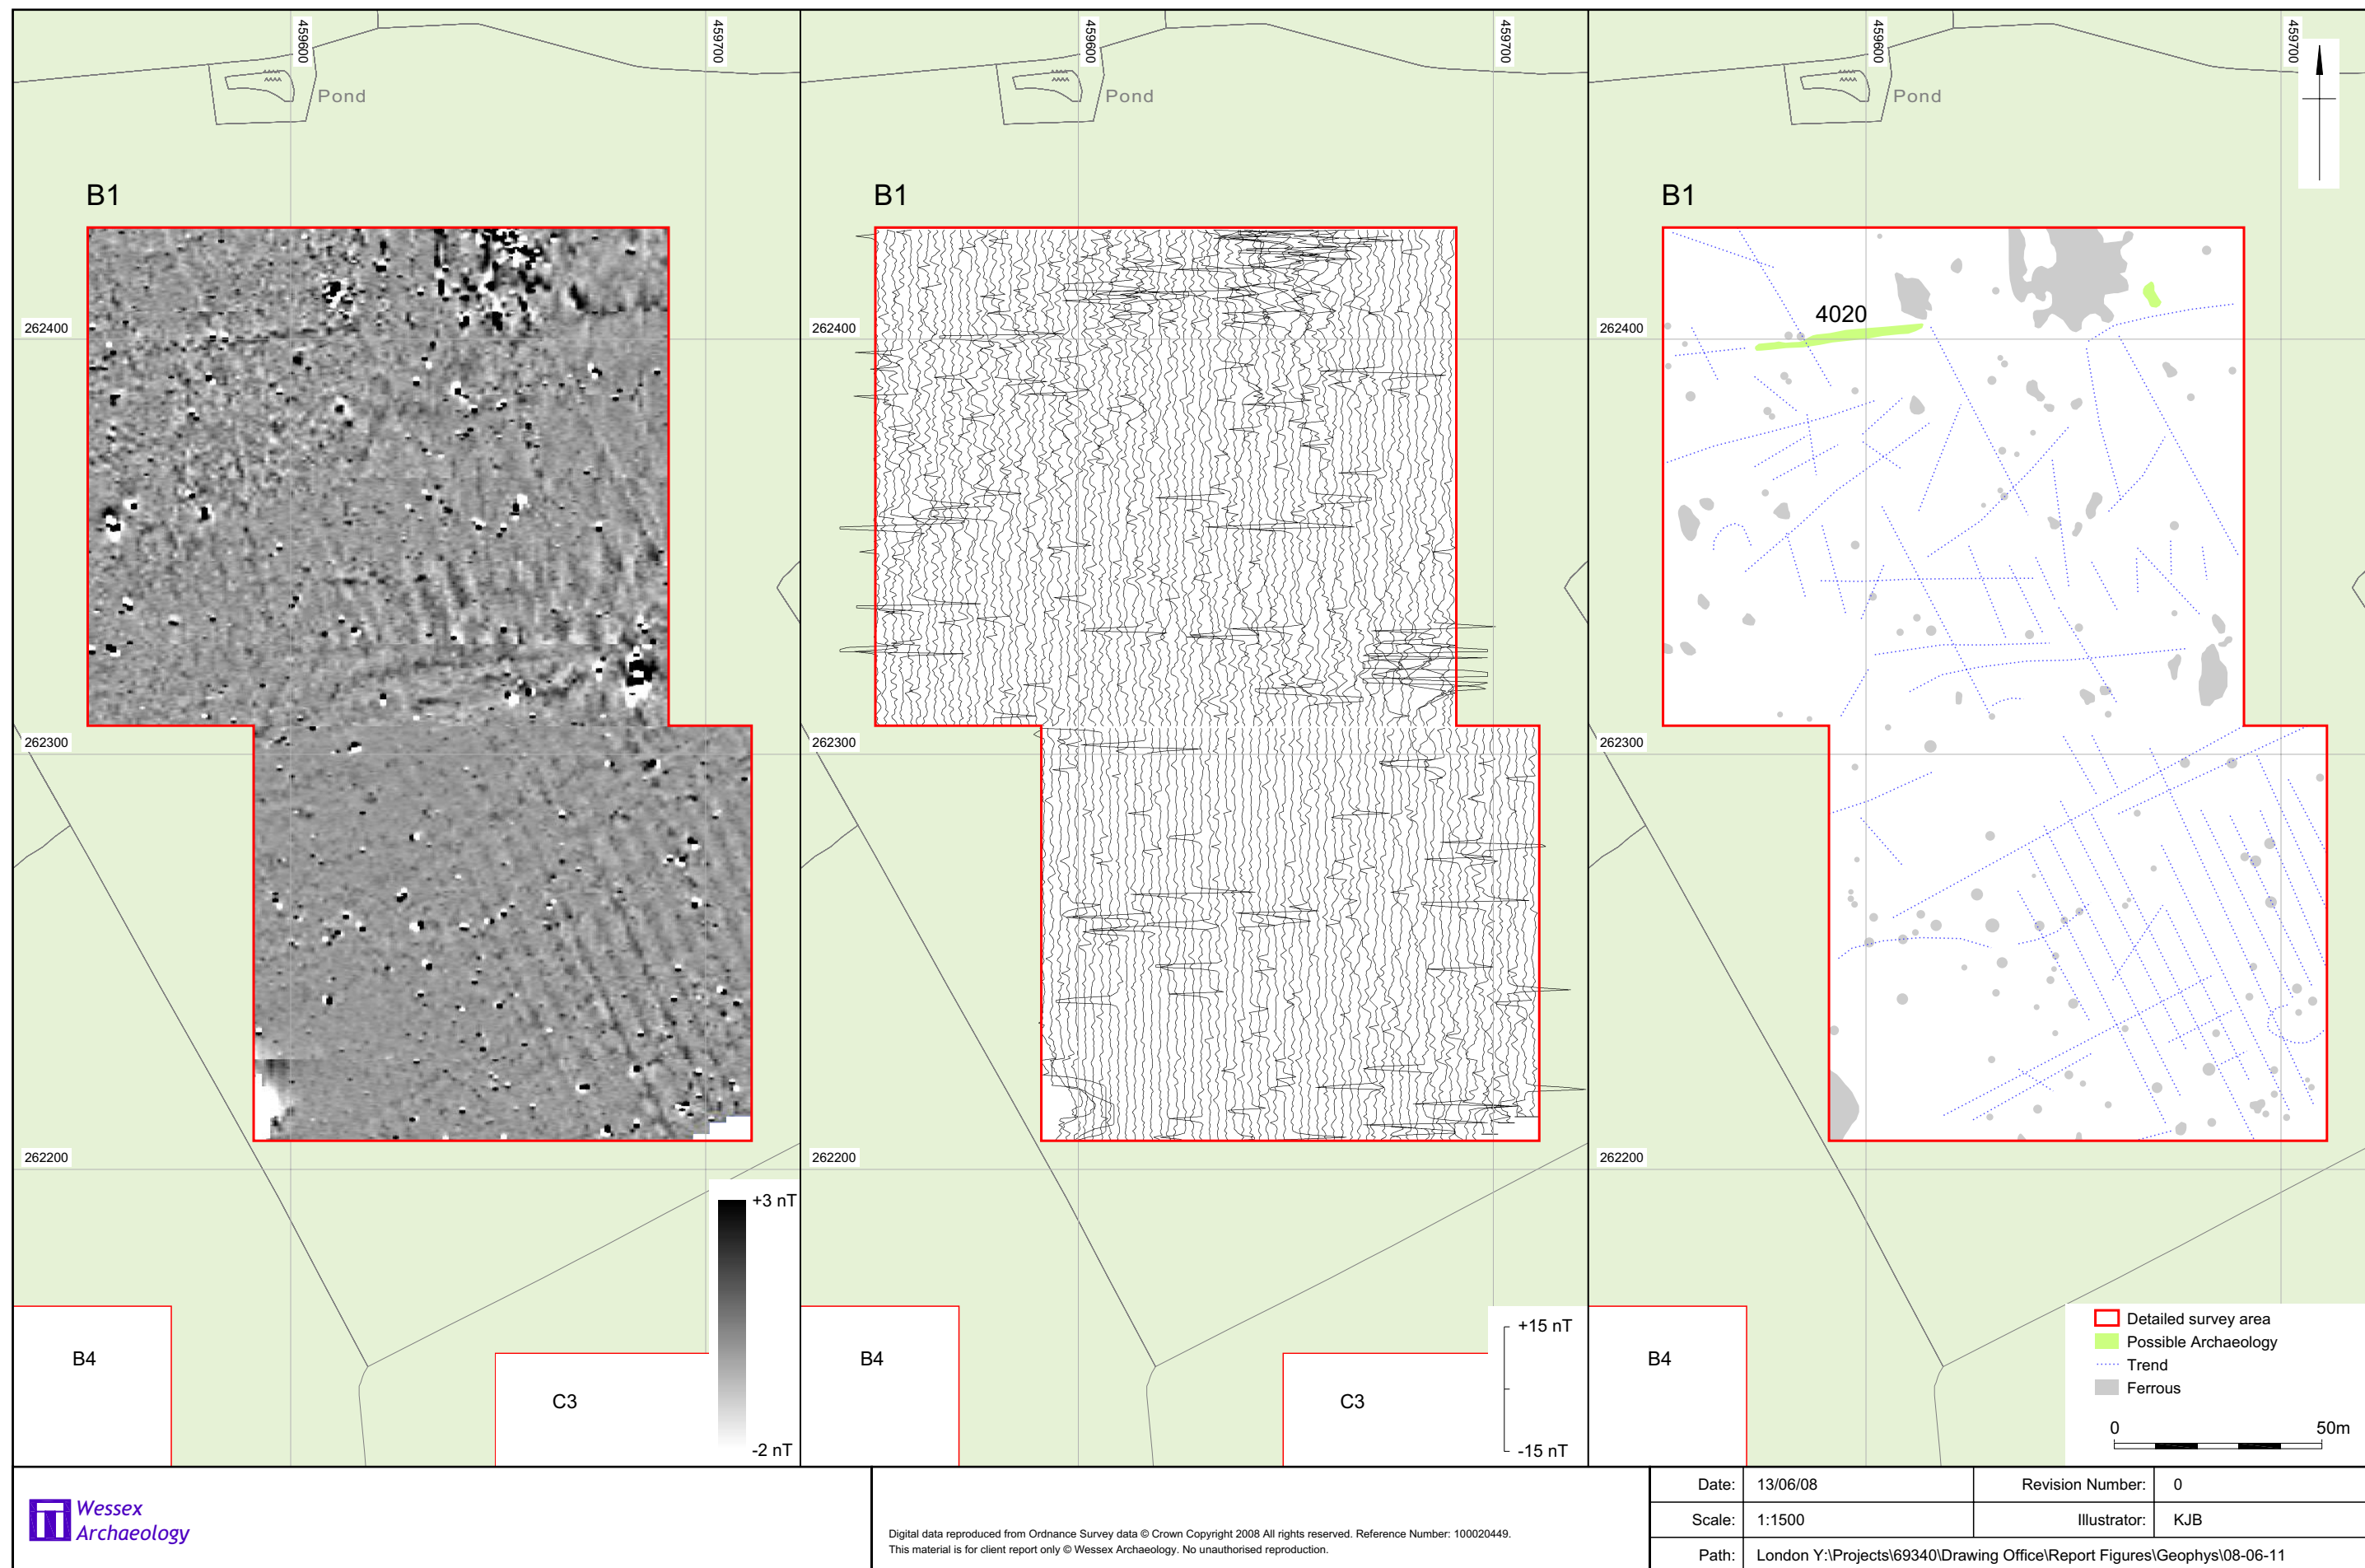 459600
459700
Pond
B1
262400
262300
262200
+3 nT
-2 nT
B4
C3
459600
459700
Pond
B1
262400
262300
262200
+15 nT
-15 nT
B4
C3
459600
459700
Pond
B1
4020
262400
262300
262200
B4
Detailed survey area
Possible Archaeology
Trend
Ferrous
0 50m
Wessex
Archaeology
Digital data reproduced from Ordnance Survey data © Crown Copyright 2008 All rights reserved. Reference Number: 100020449.
This material is for client report only © Wessex Archaeology. No unauthorised reproduction.
Date: 13/06/08 Revision Number: 0
Scale: 1:1500 Illustrator: KJB
Path: London Y:\Projects\69340\Drawing Office\Report Figures\Geophys\08-06-11